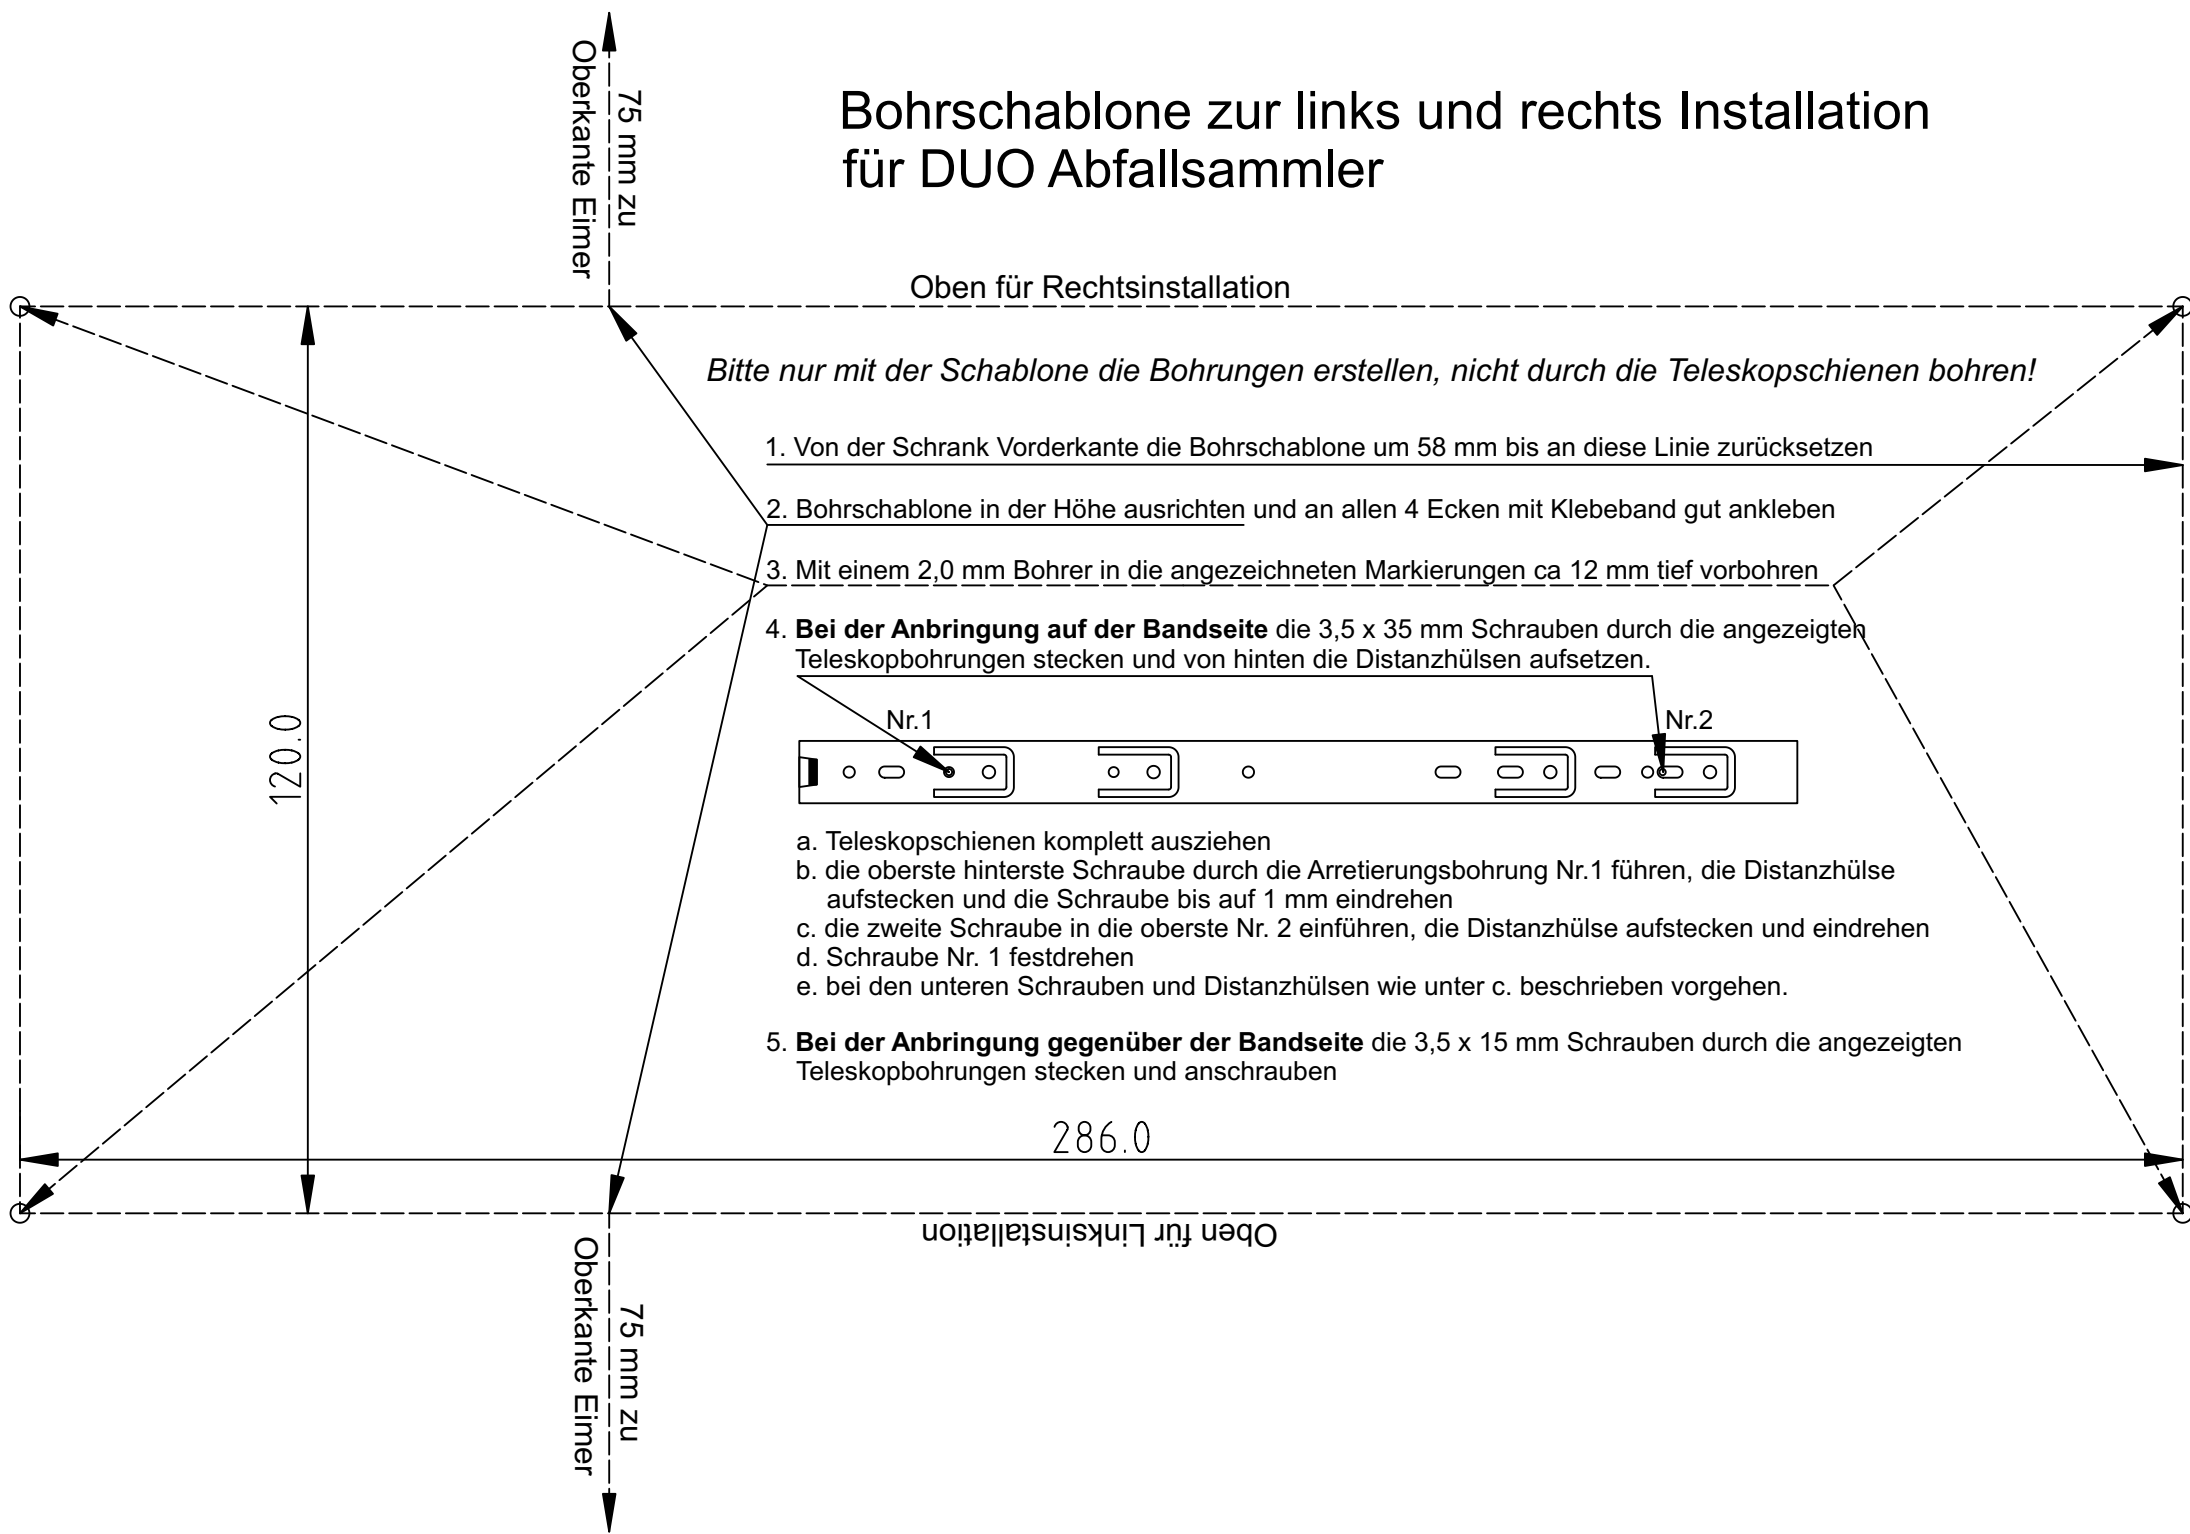 Bohrschablone zur links und rechts Installation
für DUO Abfallsammler
75 mm zu
Oberkante Eimer
Oben für Rechtsinstallation
Bitte nur mit der Schablone die Bohrungen erstellen, nicht durch die Teleskopschienen bohren!
1. Von der Schrank Vorderkante die Bohrschablone um 58 mm bis an diese Linie zurücksetzen
2. Bohrschablone in der Höhe ausrichten und an allen 4 Ecken mit Klebeband gut ankleben
3. Mit einem 2,0 mm Bohrer in die angezeichneten Markierungen ca 12 mm tief vorbohren
4. Bei der Anbringung auf der Bandseite die 3,5 x 35 mm Schrauben durch die angezeigten
Teleskopbohrungen stecken und von hinten die Distanzhülsen aufsetzen.
Nr.1
Nr.2
120.0
a. Teleskopschienen komplett ausziehen
b. die oberste hinterste Schraube durch die Arretierungsbohrung Nr.1 führen, die Distanzhülse
aufstecken und die Schraube bis auf 1 mm eindrehen
c. die zweite Schraube in die oberste Nr. 2 einführen, die Distanzhülse aufstecken und eindrehen
d. Schraube Nr. 1 festdrehen
e. bei den unteren Schrauben und Distanzhülsen wie unter c. beschrieben vorgehen.
5. Bei der Anbringung gegenüber der Bandseite die 3,5 x 15 mm Schrauben durch die angezeigten
Teleskopbohrungen stecken und anschrauben
286.0
Oben für Linksinstallation
75 mm zu
Oberkante Eimer